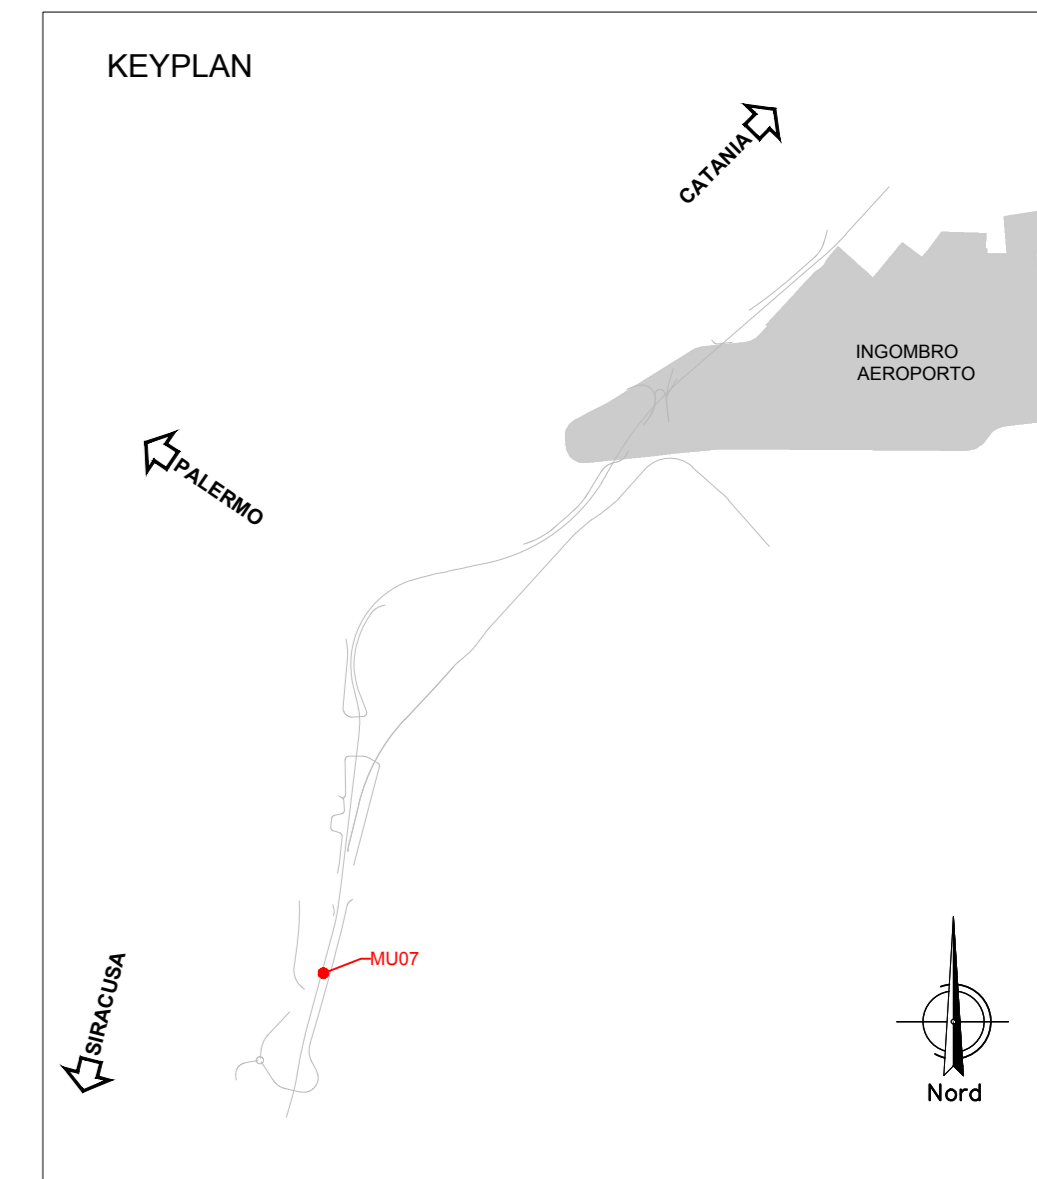 KEYPLAN
CATANIA
INGOMBRO
AEROPORTO
PALERMO
MU07
SIRACUSA
Nord